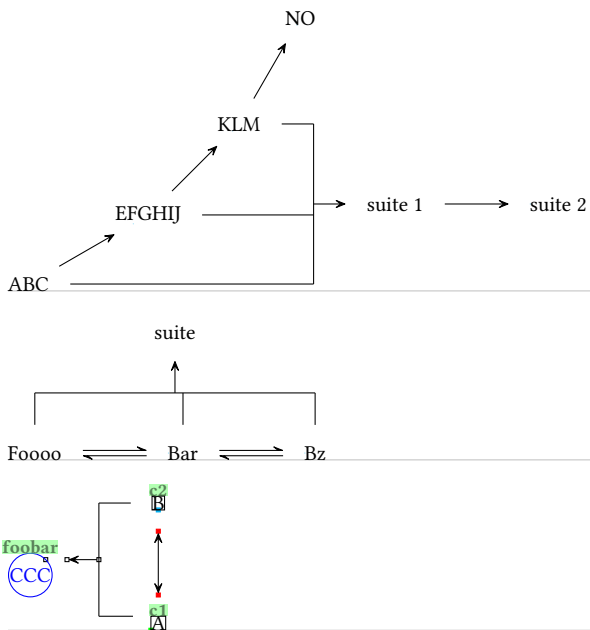 NO
KLM
EFGHIJ
suite 1 suite 2
ABC
suite
Foooo Bar Bz
c2
B
foobar
CCC
c1
A